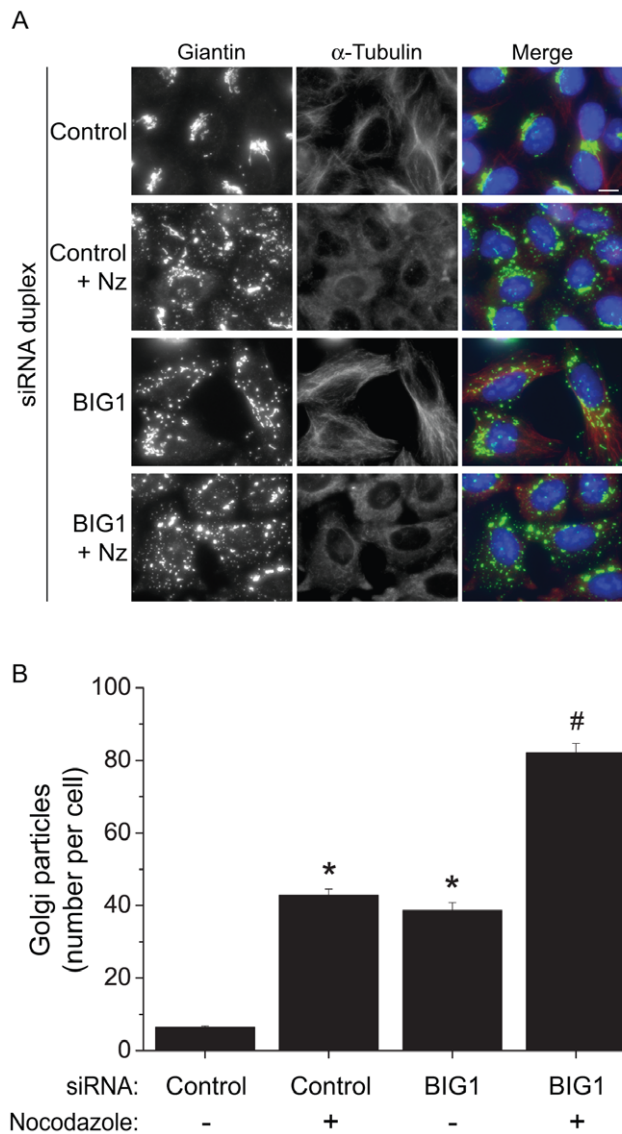 A
Giantin α-Tubulin Merge
siRNA duplex
Control
Control
+ Nz
BIG1
BIG1
+ Nz
B
Golgi particles
(number per cell)
100
80
60
40
20
0
* * #
siRNA: Control Control BIG1 BIG1
Nocodazole: - + - +